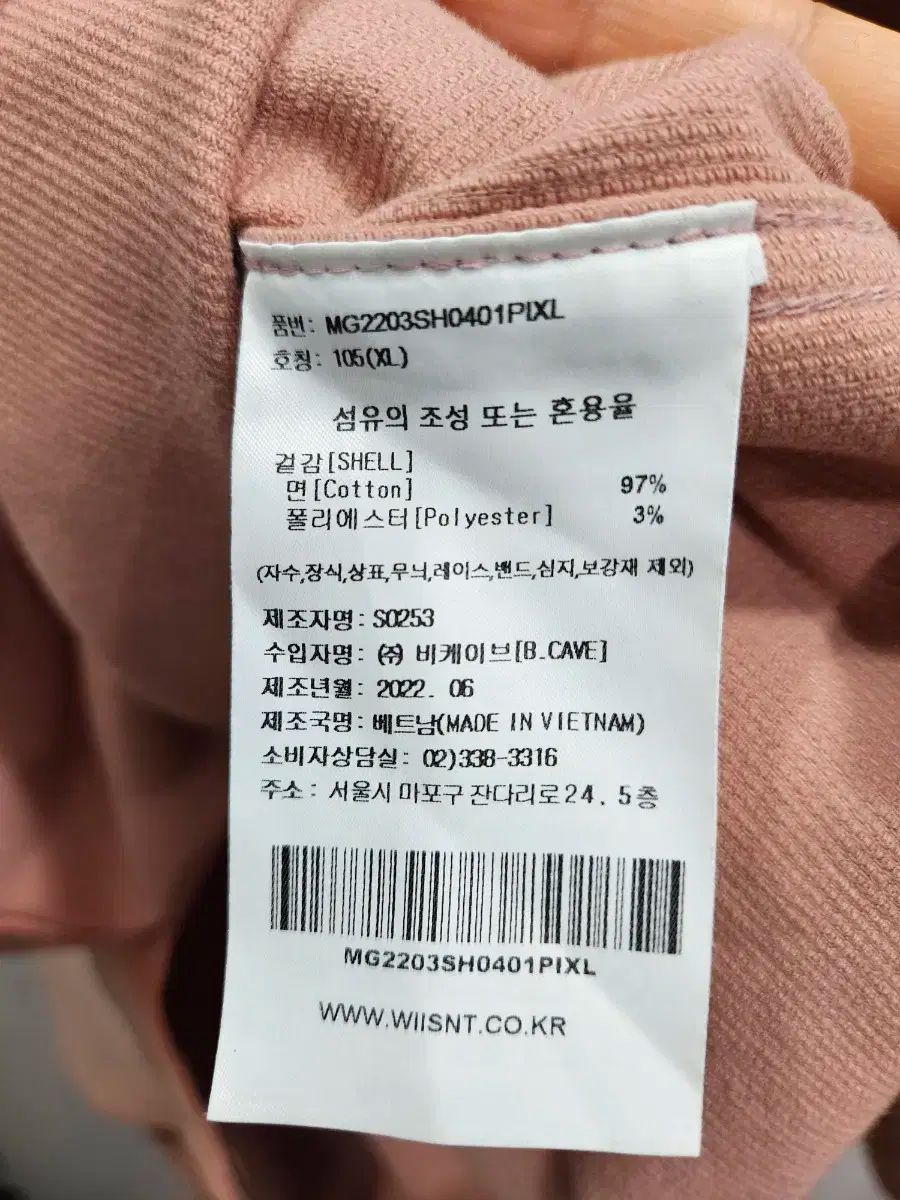 품번: MG2203SH0401PIXL
호칭: 105(XL)
섬유의 조성 또는 혼용율
겉감[SHELL]
면[Cotton] 97%
폴리에스터[Polyester] 3%
(자수,장식,상표,무늬,레이스,밴드,심지,보강재 제외)
제조자명: S0253
수입자명: ㈜ 비케이브[B.CAVE]
제조년월: 2022. 06
제조국명: 베트남(MADE IN VIETNAM)
소비자상담실: 02)338-3316
주소: 서울시 마포구 잔다리로24. 5층
MG2203SH0401PIXL
WWW.WIISNT.CO.KR